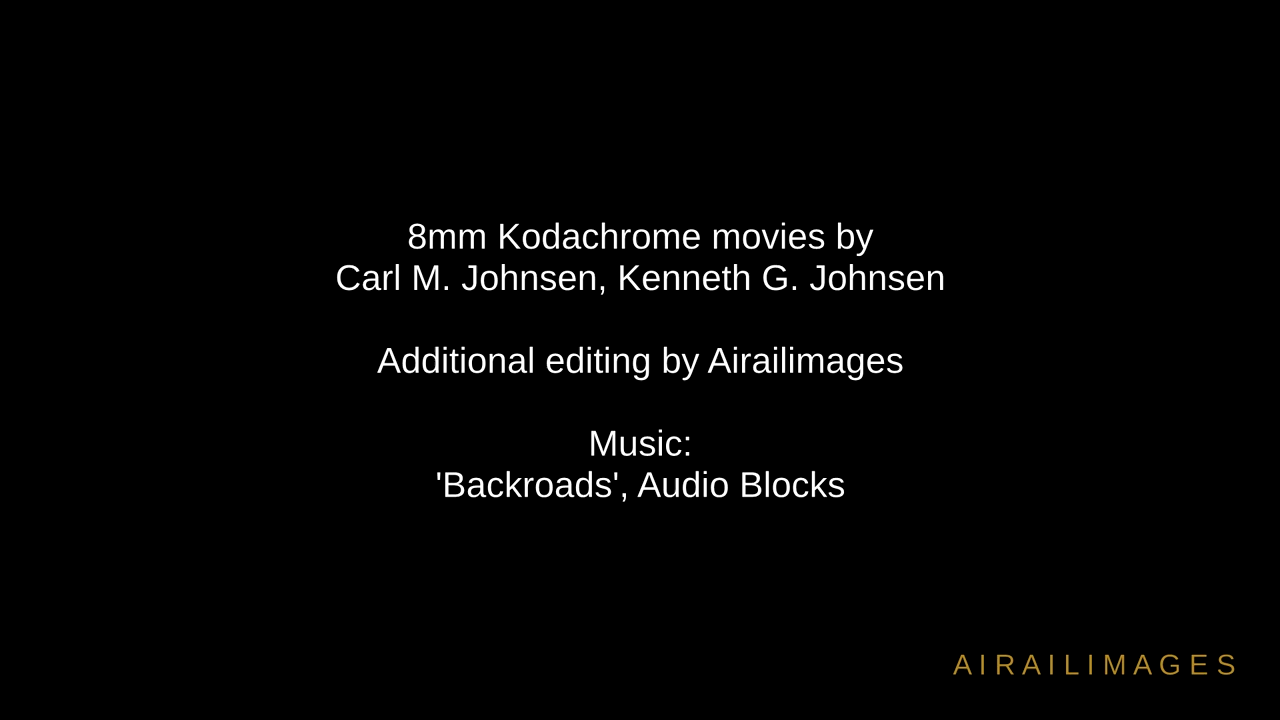 8mm Kodachrome movies by
Carl M. Johnsen, Kenneth G. Johnsen
Additional editing by Airailimages
Music:
'Backroads', Audio Blocks
AIRAILIMAGES